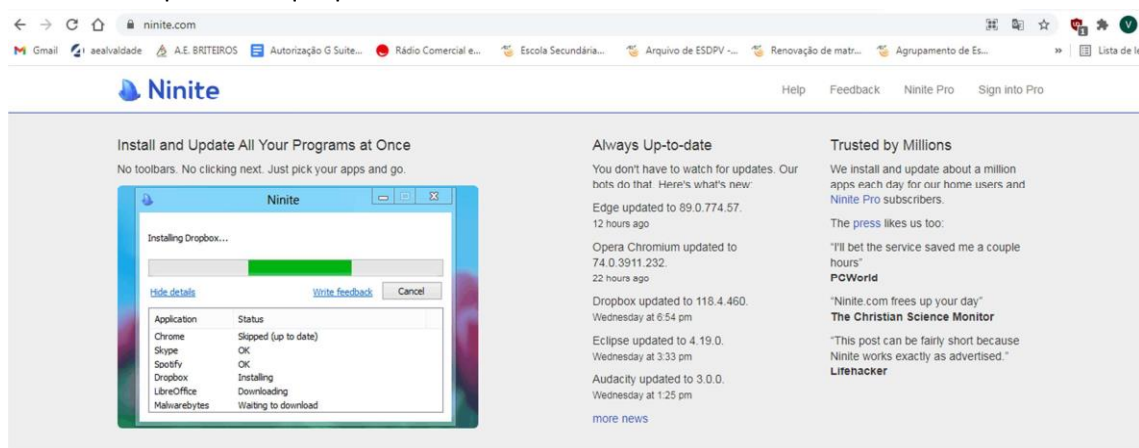 ninite.com
Gmail
aealvaldade
A.E. BRITEIROS
Autorização G Suite...
Rádio Comercial e...
Escola Secundária...
Arquivo de ESDPV -...
Renovação de matr...
Agrupamento de Es...
»
Lista de le
1
V
Ninite
Help
Feedback
Ninite Pro
Sign into Pro
Install and Update All Your Programs at Once
No toolbars. No clicking next. Just pick your apps and go.
Ninite
Installing Dropbox...
Hide details
Write feedback
Cancel
Application Status
Chrome Skipped (up to date)
Skype OK
Spotify OK
Dropbox Installing
LibreOffice Downloading
Malwarebytes Waiting to download
Always Up-to-date
You don't have to watch for updates. Our
bots do that. Here's what's new:
Edge updated to 89.0.774.57.
12 hours ago
Opera Chromium updated to
74.0.3911.232.
22 hours ago
Dropbox updated to 118.4.460.
Wednesday at 6:54 pm
Eclipse updated to 4.19.0.
Wednesday at 3:33 pm
Audacity updated to 3.0.0.
Wednesday at 1:25 pm
more news
Trusted by Millions
We install and update about a million
apps each day for our home users and
Ninite Pro subscribers.
The press likes us too:
"I'll bet the service saved me a couple
hours"
PCWorld
"Ninite.com frees up your day"
The Christian Science Monitor
"This post can be fairly short because
Ninite works exactly as advertised."
Lifehacker